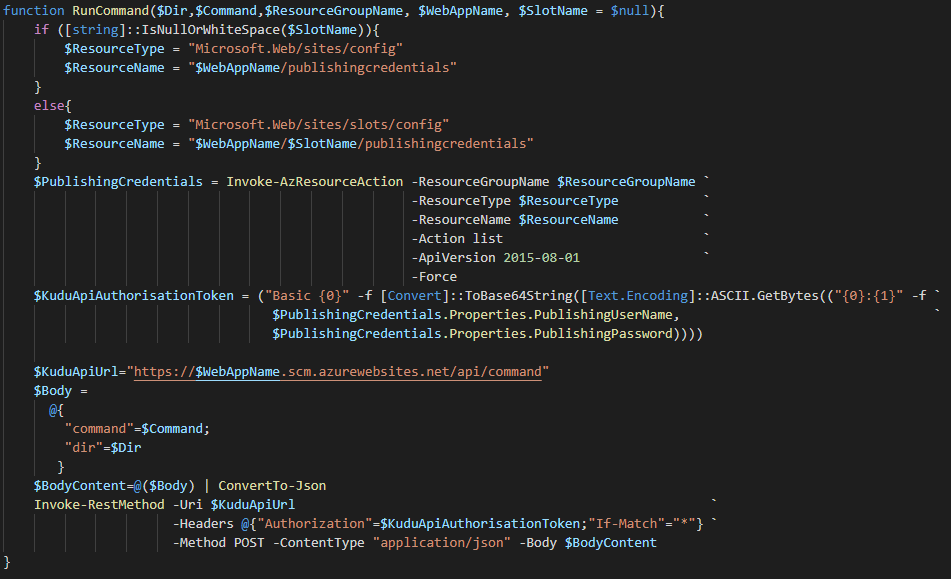 function RunCommand($Dir,$Command,$ResourceGroupName, $WebAppName, $SlotName = $null){
    if ([string]::IsNullOrWhiteSpace($SlotName)){
        $ResourceType = "Microsoft.Web/sites/config"
        $ResourceName = "$WebAppName/publishingcredentials"
    }
    else{
        $ResourceType = "Microsoft.Web/sites/slots/config"
        $ResourceName = "$WebAppName/$SlotName/publishingcredentials"
    }
    $PublishingCredentials = Invoke-AzResourceAction -ResourceGroupName $ResourceGroupName `
                                                 -ResourceType $ResourceType           `
                                                 -ResourceName $ResourceName           `
                                                 -Action list                          `
                                                 -ApiVersion 2015-08-01                `
                                                 -Force
    $KuduApiAuthorisationToken = ("Basic {0}" -f [Convert]::ToBase64String([Text.Encoding]::ASCII.GetBytes(("{0}:{1}" -f `
                                   $PublishingCredentials.Properties.PublishingUserName,                                 `
                                   $PublishingCredentials.Properties.PublishingPassword))))

    $KuduApiUrl="https://$WebAppName.scm.azurewebsites.net/api/command"
    $Body =
      @{
        "command"=$Command;
        "dir"=$Dir
       }
    $BodyContent=@($Body) | ConvertTo-Json
    Invoke-RestMethod -Uri $KuduApiUrl                                                      `
                      -Headers @{"Authorization"=$KuduApiAuthorisationToken;"If-Match"="*"} `
                      -Method POST -ContentType "application/json" -Body $BodyContent
}